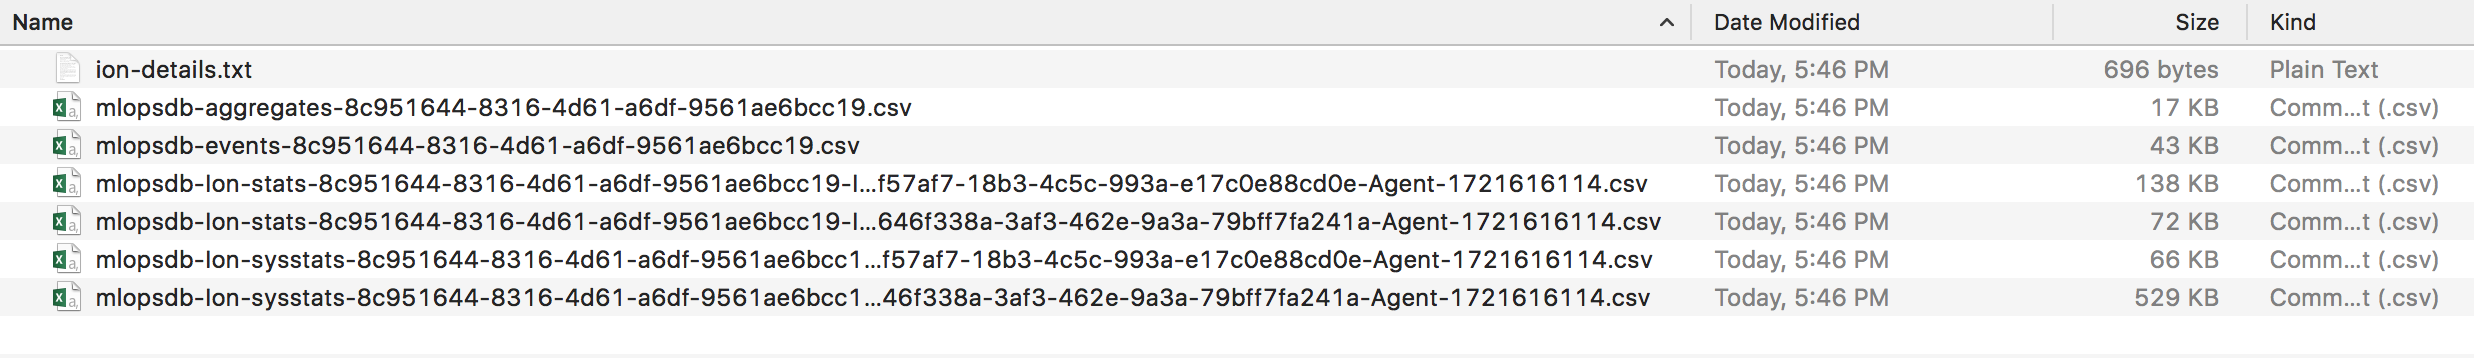 Name Date Modified Size Kind
ion-details.txt Today, 5:46 PM 696 bytes Plain Text
mlopsdb-aggregates-8c951644-8316-4d61-a6df-9561ae6bcc19.csv Today, 5:46 PM 17 KB Comm...t (.csv)
mlopsdb-events-8c951644-8316-4d61-a6df-9561ae6bcc19.csv Today, 5:46 PM 43 KB Comm...t (.csv)
mlopsdb-Ion-stats-8c951644-8316-4d61-a6df-9561ae6bcc19-I...f57af7-18b3-4c5c-993a-e17c0e88cd0e-Agent-1721616114.csv Today, 5:46 PM 138 KB Comm...t (.csv)
mlopsdb-Ion-stats-8c951644-8316-4d61-a6df-9561ae6bcc19-I...646f338a-3af3-462e-9a3a-79bff7fa241a-Agent-1721616114.csv Today, 5:46 PM 72 KB Comm...t (.csv)
mlopsdb-Ion-sysstats-8c951644-8316-4d61-a6df-9561ae6bcc1...f57af7-18b3-4c5c-993a-e17c0e88cd0e-Agent-1721616114.csv Today, 5:46 PM 66 KB Comm...t (.csv)
mlopsdb-Ion-sysstats-8c951644-8316-4d61-a6df-9561ae6bcc1...46f338a-3af3-462e-9a3a-79bff7fa241a-Agent-1721616114.csv Today, 5:46 PM 529 KB Comm...t (.csv)